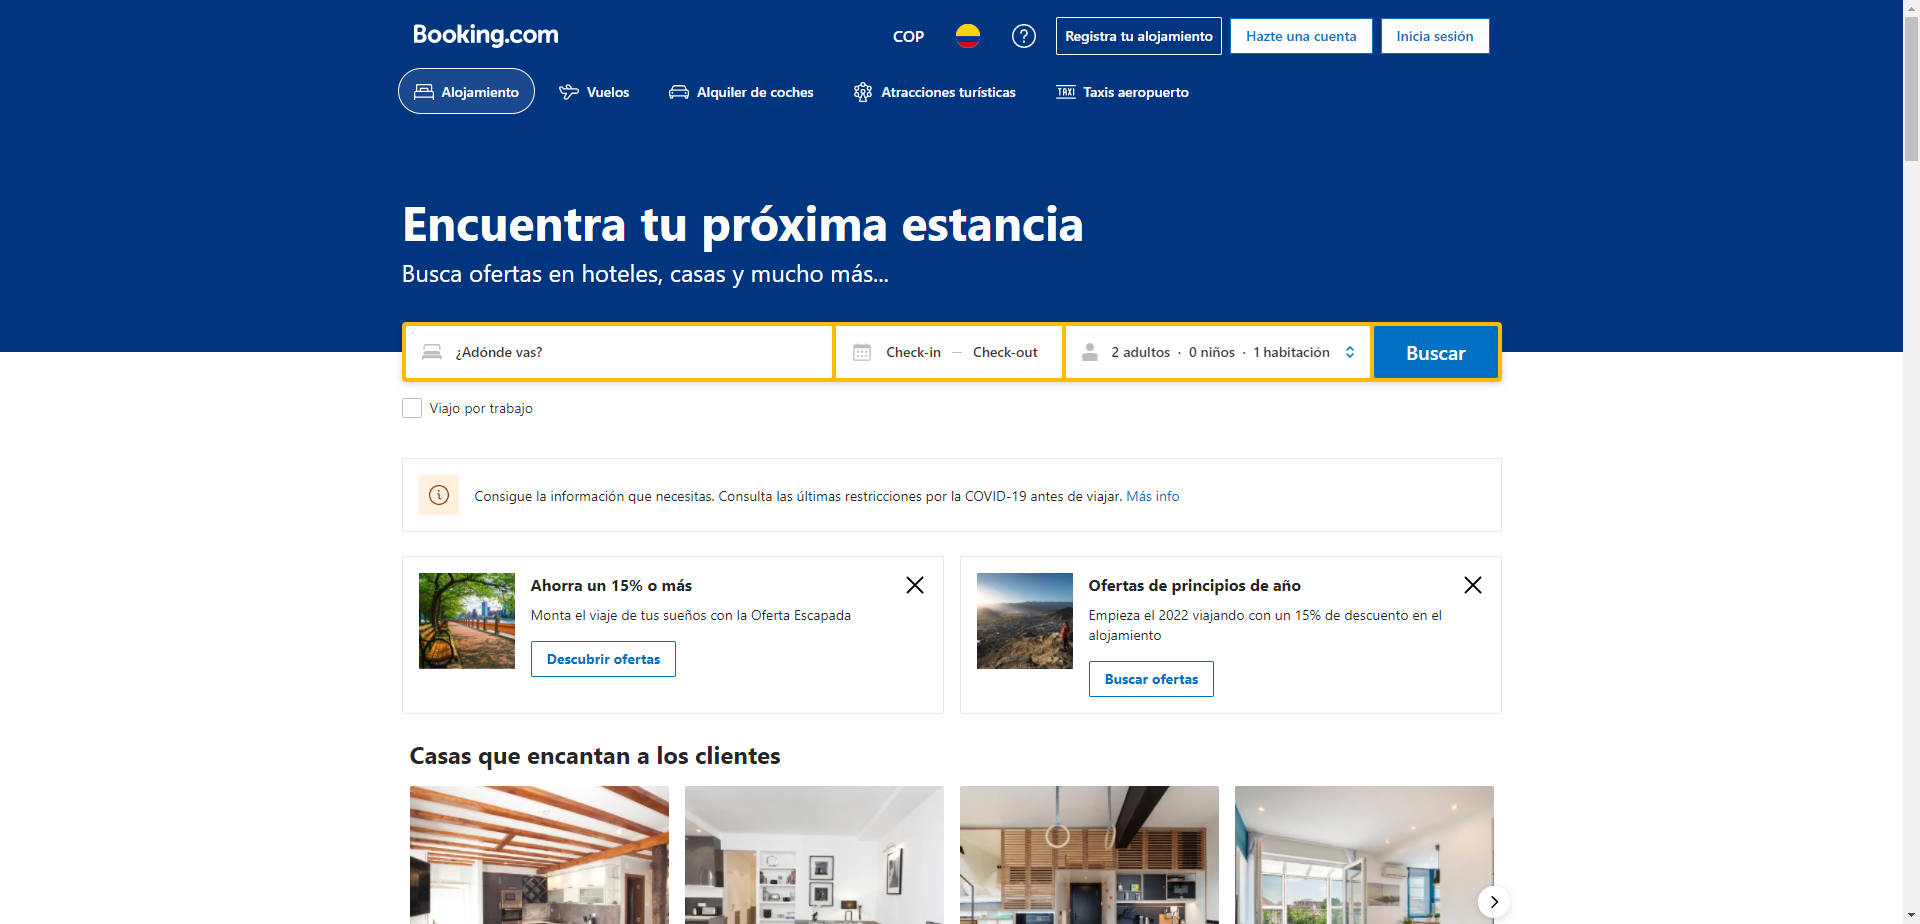 Booking.com
COP
Registra tu alojamiento
Hazte una cuenta
Inicia sesión
Alojamiento
Vuelos
Alquiler de coches
Atracciones turísticas
TAXI
Taxis aeropuerto
Encuentra tu próxima estancia
Busca ofertas en hoteles, casas y mucho más...
¿Adónde vas?
Check-in — Check-out
2 adultos · 0 niños · 1 habitación
Buscar
Viajo por trabajo
Consigue la información que necesitas. Consulta las últimas restricciones por la COVID-19 antes de viajar. Más info
Ahorra un 15% o más
Monta el viaje de tus sueños con la Oferta Escapada
Descubrir ofertas
Ofertas de principios de año
Empieza el 2022 viajando con un 15% de descuento en el
alojamiento
Buscar ofertas
Casas que encantan a los clientes